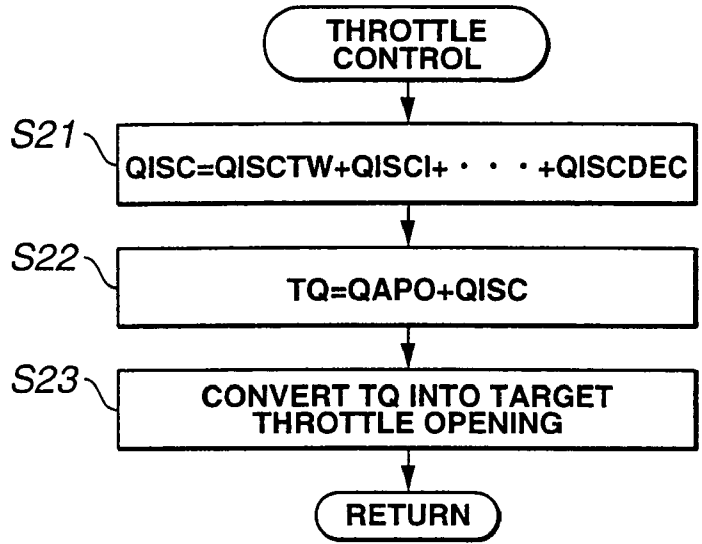 THROTTLE
CONTROL
S21
QISC=QISCTW+QISCI+ · · · +QISCDEC
S22
TQ=QAPO+QISC
S23
CONVERT TQ INTO TARGET
THROTTLE OPENING
RETURN